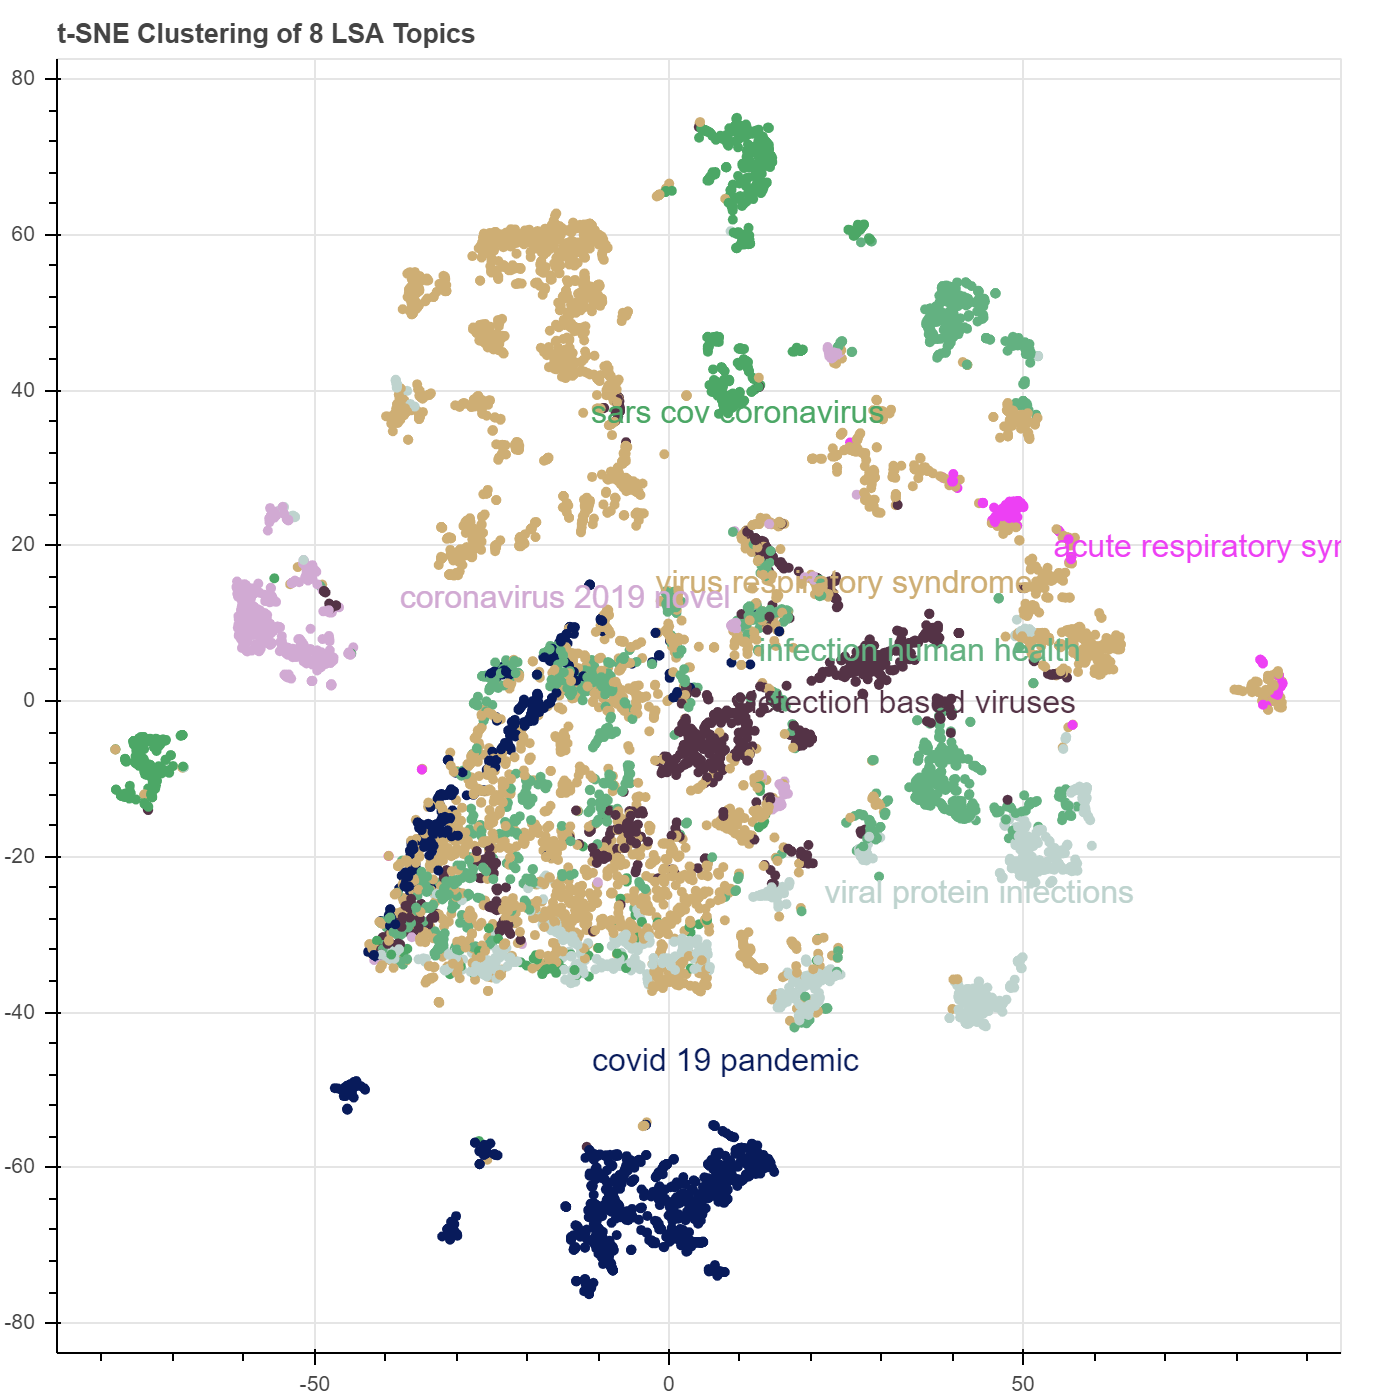 t-SNE Clustering of 8 LSA Topics
80
60
40
20
0
-20
-40
-60
-80
sars cov coronavirus
acute respiratory syr
virus respiratory syndrome
coronavirus 2019 novel
infection human health
detection based viruses
viral protein infections
covid 19 pandemic
-50
0
50